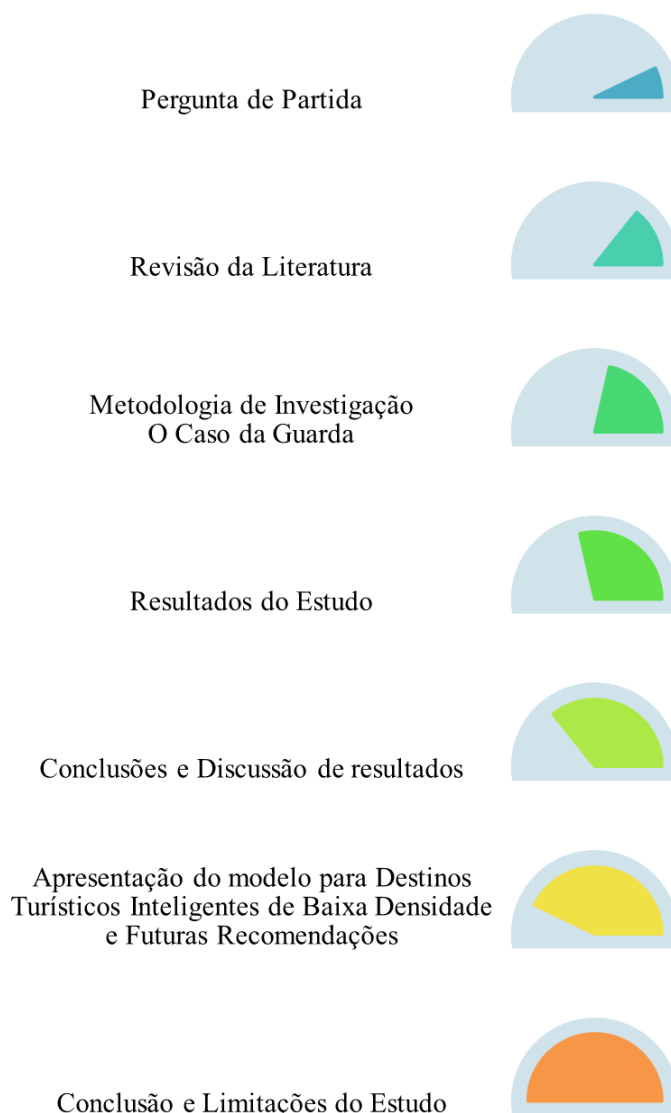 Pergunta de Partida
Revisão da Literatura
Metodologia de Investigação
O Caso da Guarda
Resultados do Estudo
Conclusões e Discussão de resultados
Apresentação do modelo para Destinos
Turísticos Inteligentes de Baixa Densidade
e Futuras Recomendações
Conclusão e Limitações do Estudo